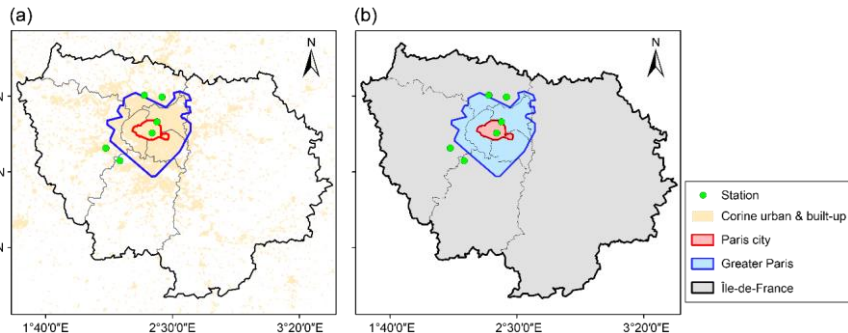 (a)
(b)
N
N
N
N
N
N
N
N
Station
Corine urban & built-up
Paris city
Greater Paris
Île-de-France
1°40'0"E
2°30'0"E
3°20'0"E
1°40'0"E
2°30'0"E
3°20'0"E